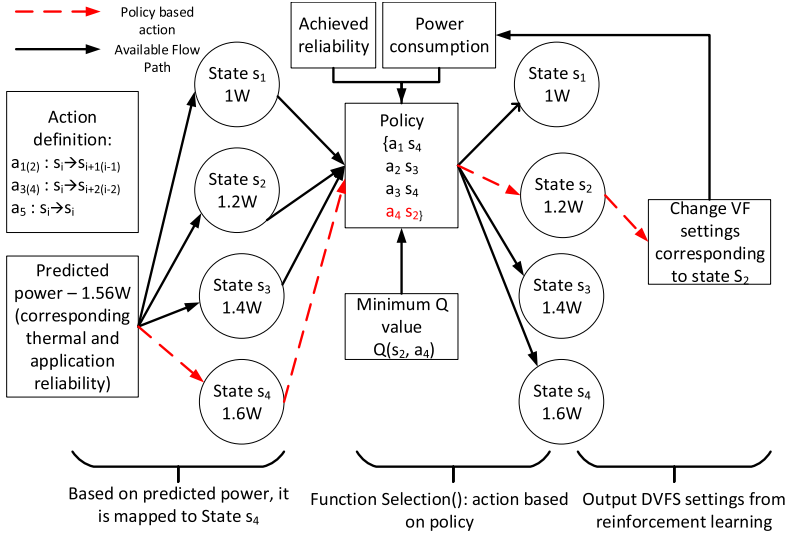 Policy based
action
Available Flow
Path
Achieved
reliability
Power
consumption
Action
definition:
a1(2) : si→si+1(i-1)
a3(4) : si→si+2(i-2)
a5 : si→si
Predicted
power – 1.56W
(corresponding
thermal and
application
reliability)
State s1
1W
State s2
1.2W
State s3
1.4W
State s4
1.6W
Policy
{a1 s4
a2 s3
a3 s4
a4 s2}
Minimum Q
value
Q(s2, a4)
State s1
1W
State s2
1.2W
State s3
1.4W
State s4
1.6W
Change VF
settings
corresponding
to state S2
Based on predicted power, it
is mapped to State s4
Function Selection(): action based
on policy
Output DVFS settings from
reinforcement learning